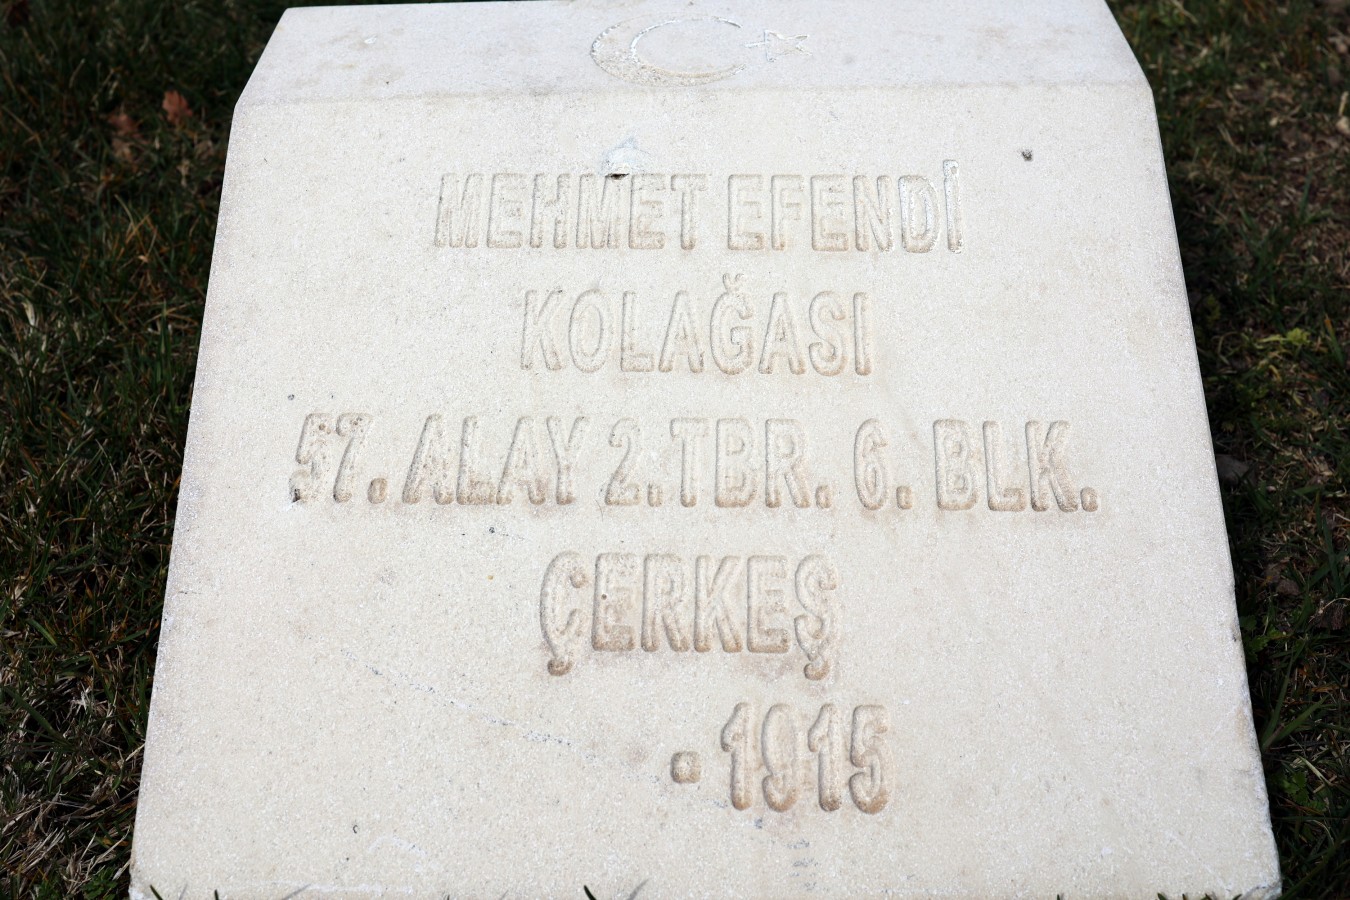 MEHMET EFENDİ
KOLAĞASI
57. ALAY 2.TBR. 6. BLK.
ÇERKEŞ
- 1915